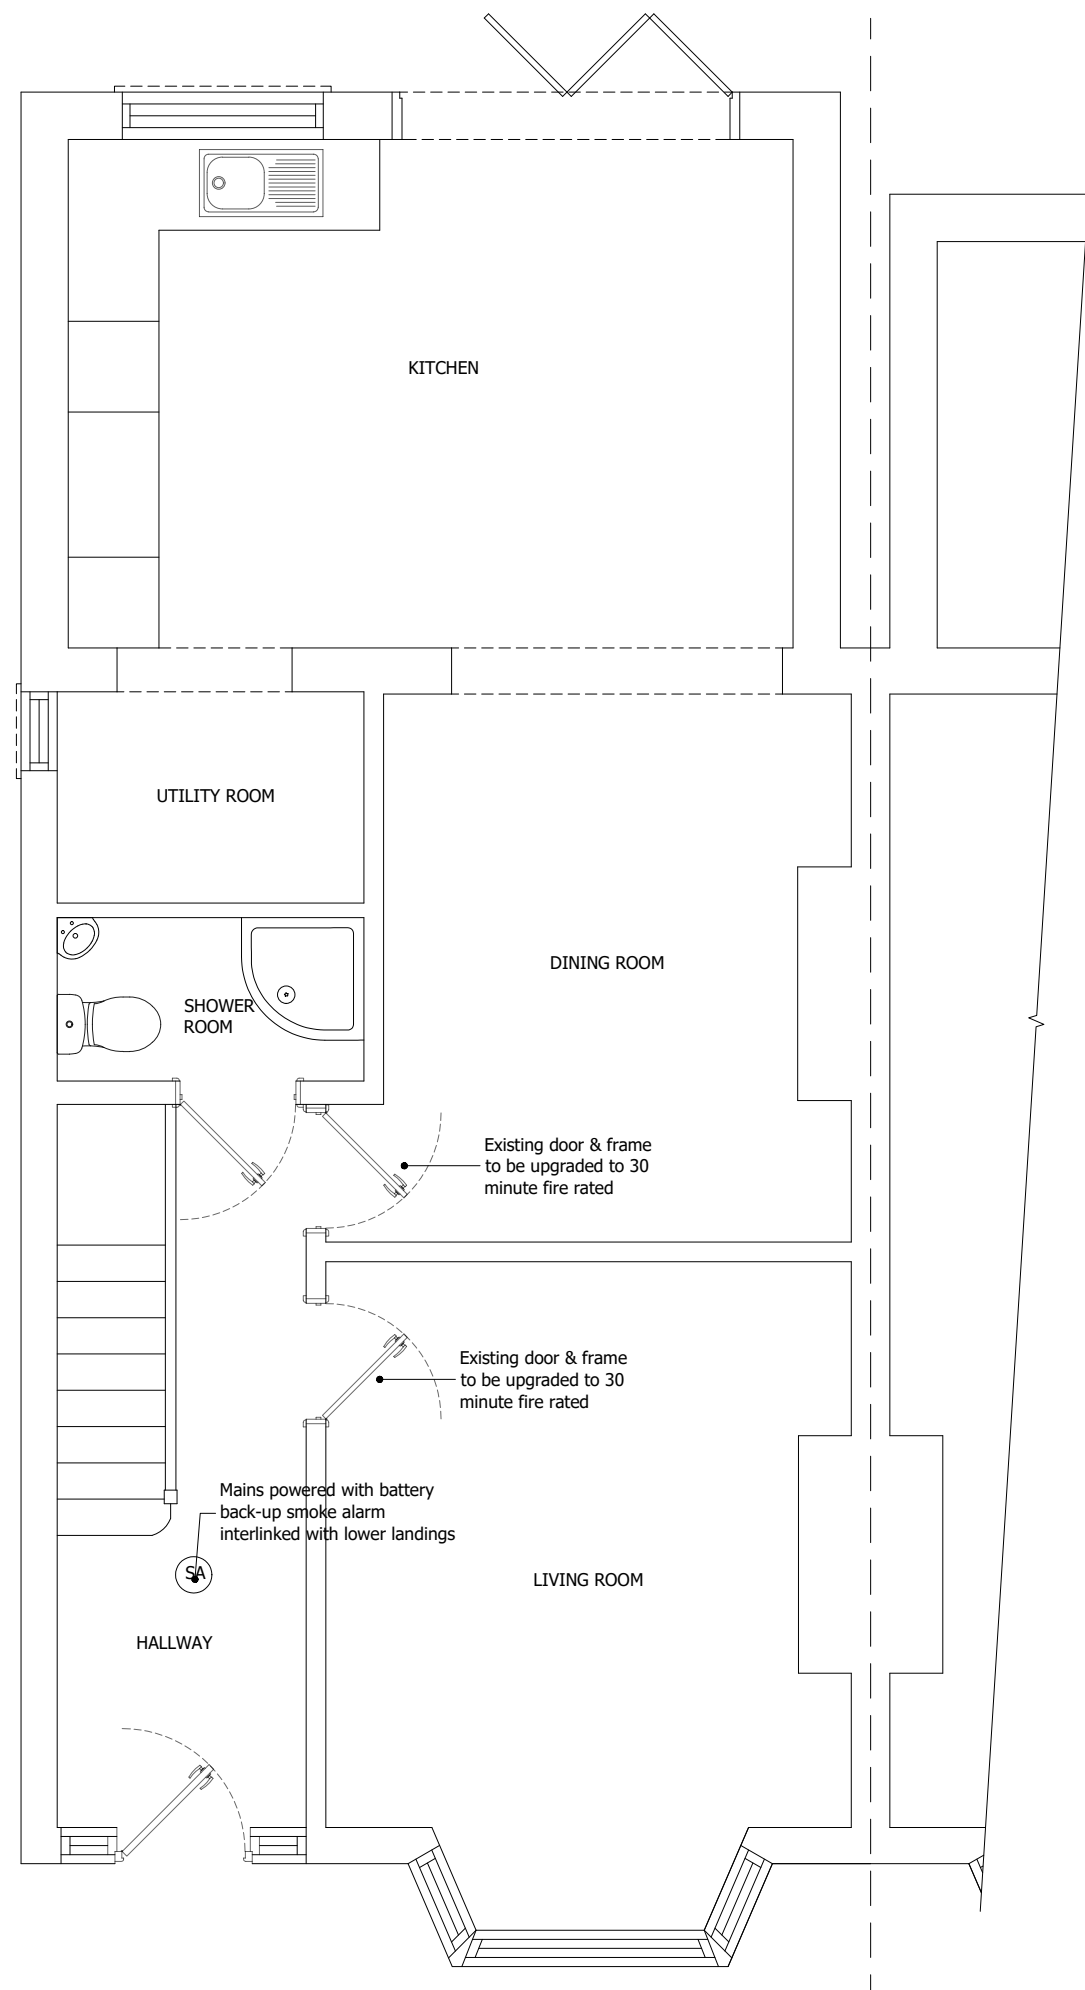 KITCHEN
UTILITY ROOM
DINING ROOM
SHOWER
ROOM
Existing door & frame
to be upgraded to 30
minute fire rated
Existing door & frame
to be upgraded to 30
minute fire rated
Mains powered with battery
back-up smoke alarm
interlinked with lower landings
SA
LIVING ROOM
HALLWAY